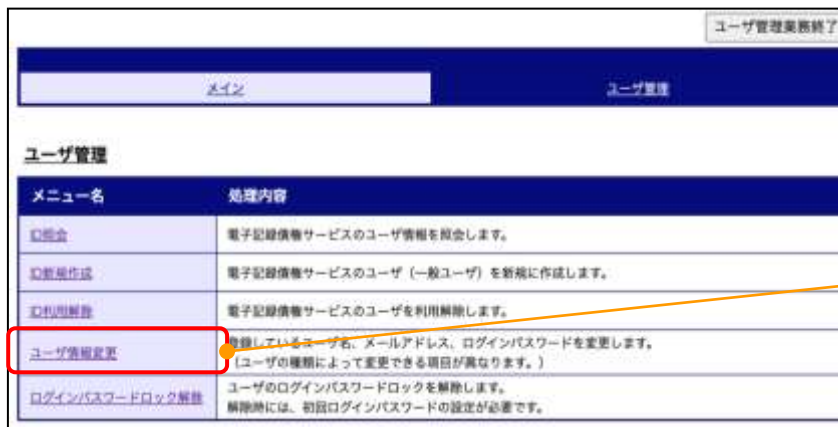 ユーザ管理業務終了
メイン
ユーザ管理
ユーザ管理
メニュー名
処理内容
ID照会
電子記録債権サービスのユーザ情報を照会します。
ID新規作成
電子記録債権サービスのユーザ（一般ユーザ）を新規に作成します。
ID利用解除
電子記録債権サービスのユーザを利用解除します。
ユーザ情報変更
登録しているユーザ名、メールアドレス、ログインパスワードを変更します。
（ユーザの種類によって変更できる項目が異なります。）
ログインパスワードロック解除
ユーザのログインパスワードロックを解除します。
解除時には、初回ログインパスワードの設定が必要です。